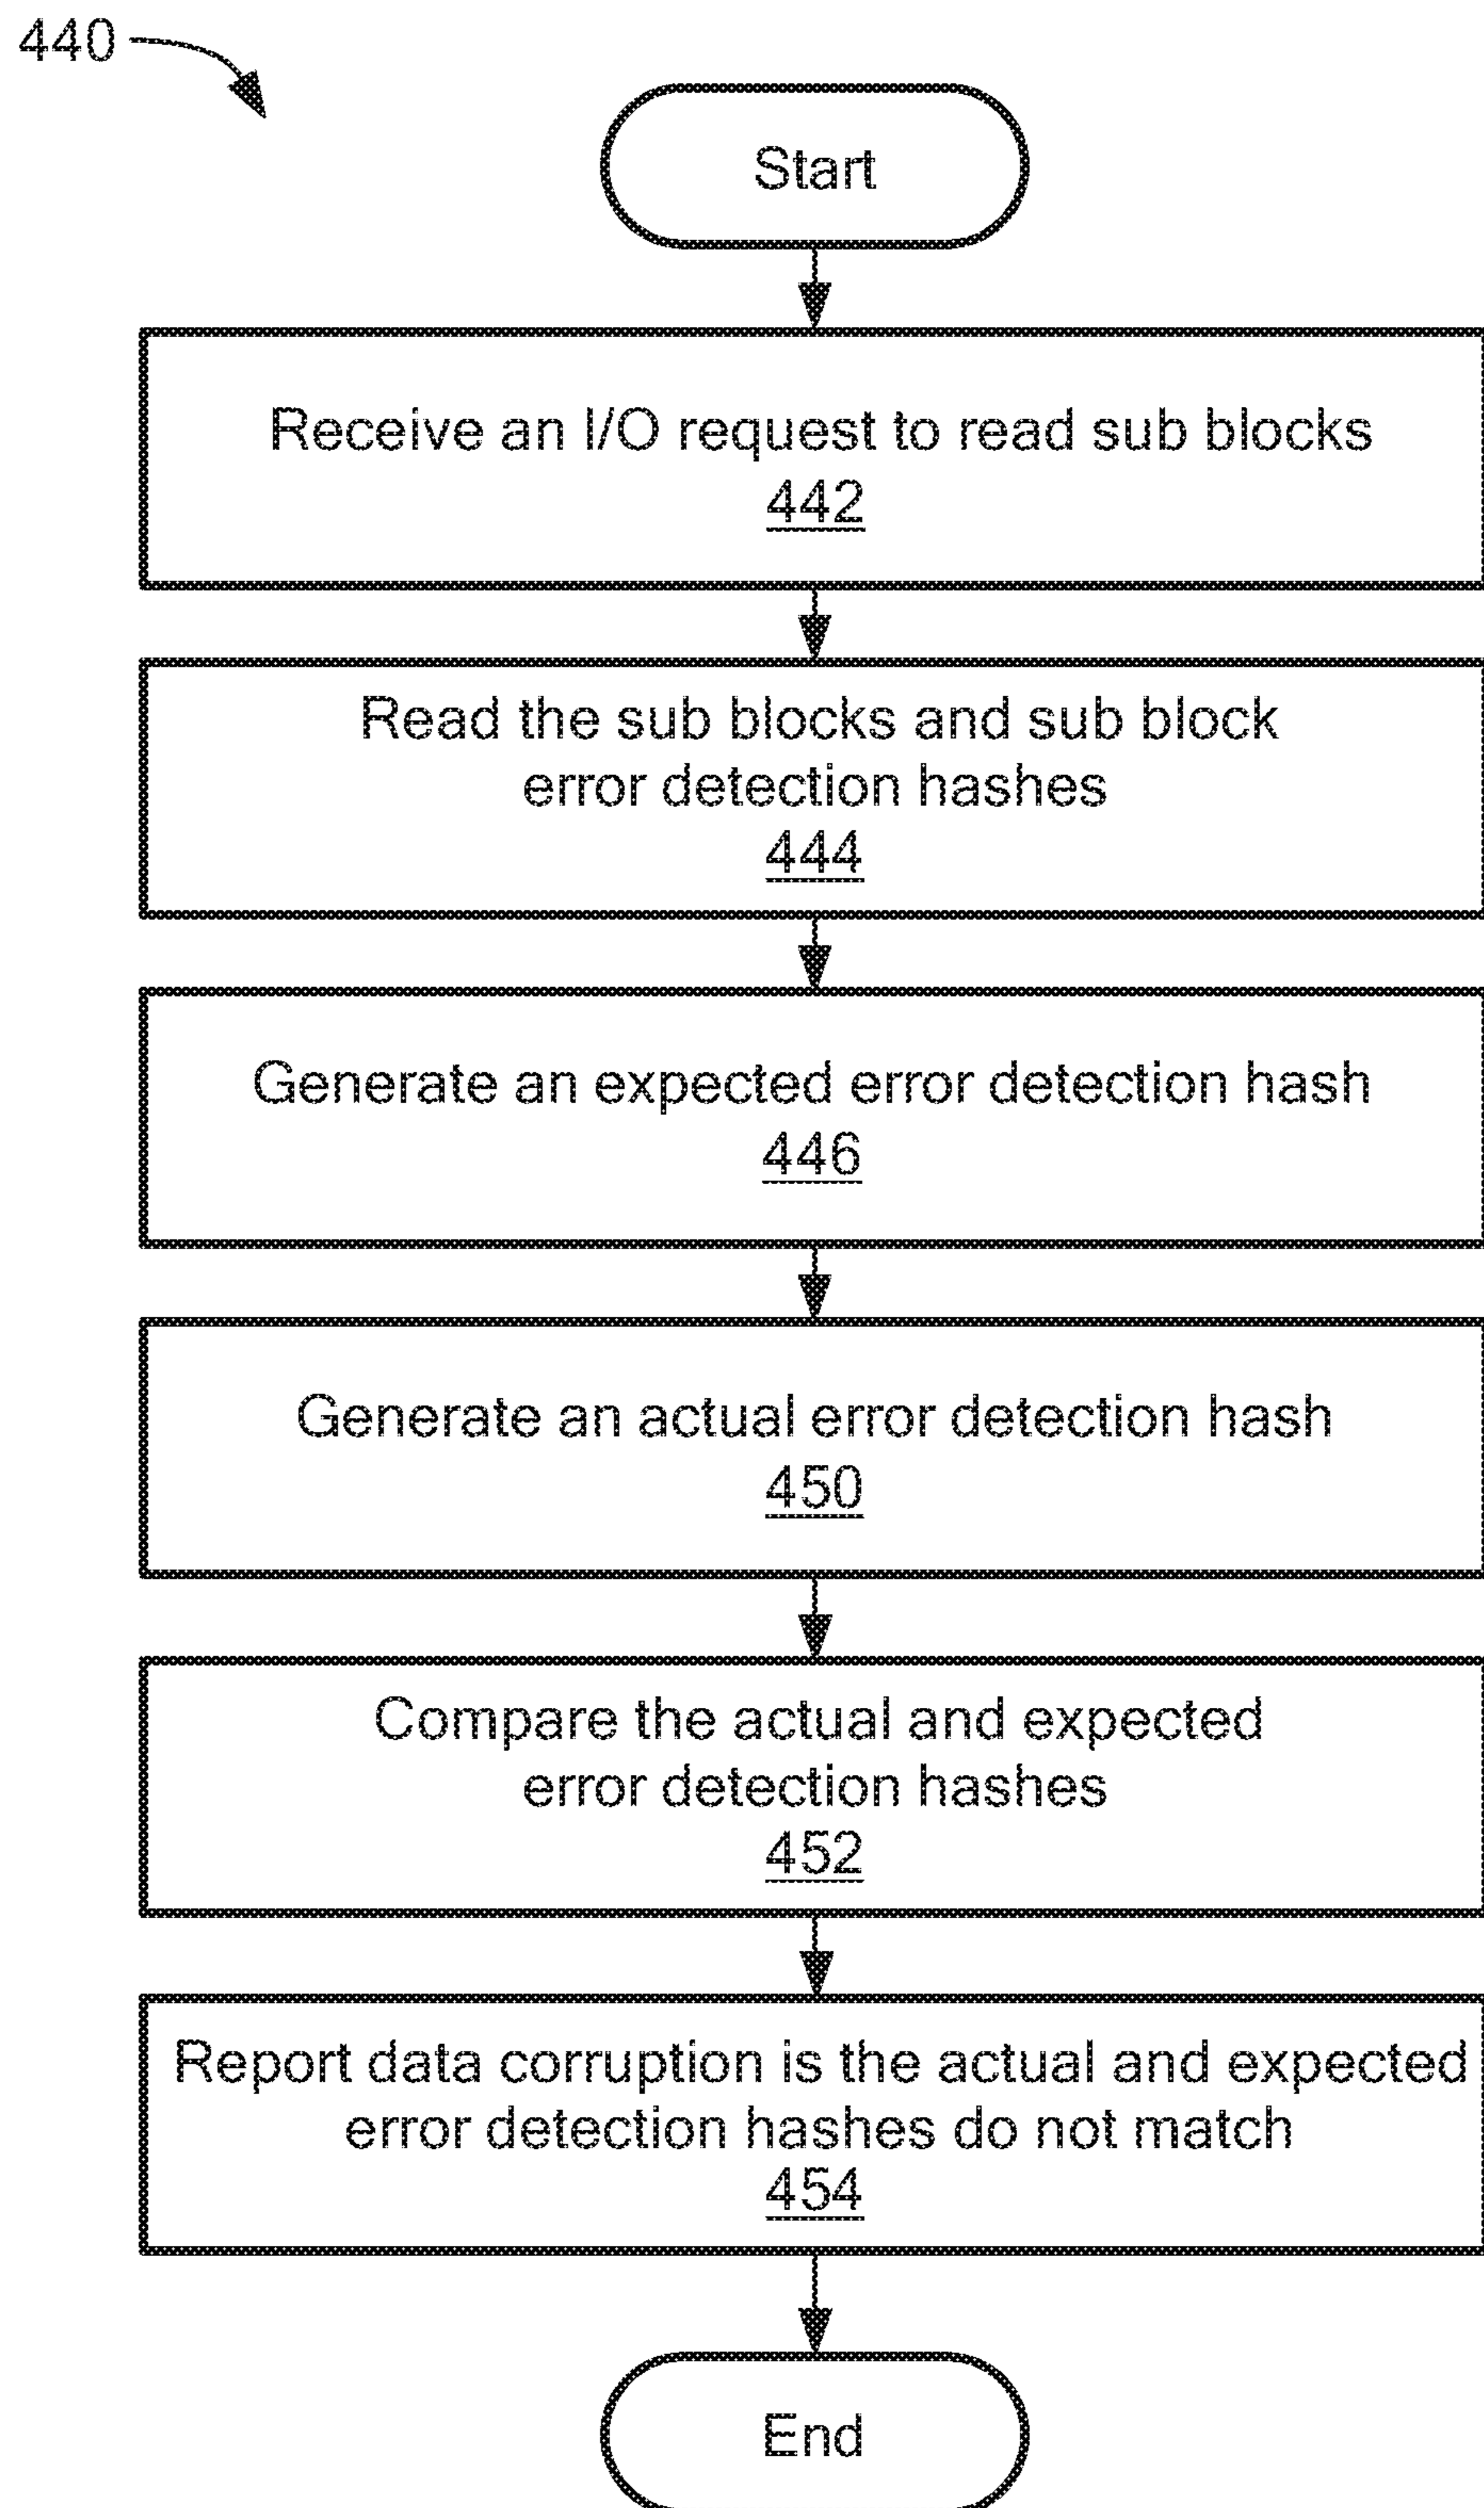 440
Start
Receive an I/O request to read sub blocks
442
Read the sub blocks and sub block
error detection hashes
444
Generate an expected error detection hash
446
Generate an actual error detection hash
450
Compare the actual and expected
error detection hashes
452
Report data corruption is the actual and expected
error detection hashes do not match
454
End